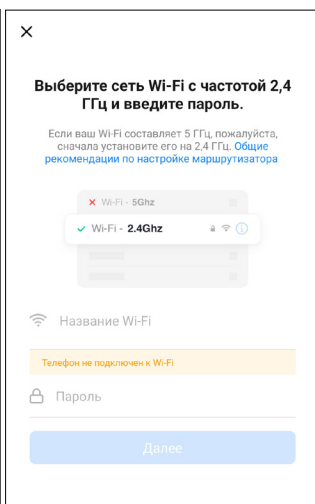 Выберите сеть Wi-Fi с частотой 2,4
ГГц и введите пароль.
Если ваш Wi-Fi составляет 5 ГГц, пожалуйста,
сначала установите его на 2,4 ГГц. Общие
рекомендации по настройке маршрутизатора
Wi-Fi - 5Ghz
Wi-Fi - 2.4Ghz
Название Wi-Fi
Телефон не подключен к Wi-Fi
Пароль
Далее